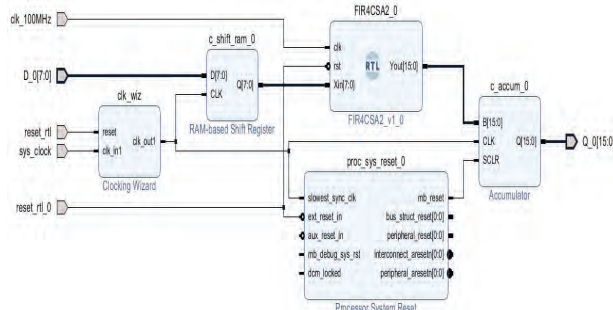 FIR4CSA2_0
clk_100MHz
c_shift_ram_0
clk
rst
Xin[7:0]
RTL
Yout[15:0]
D_0[7:0]
D[7:0]
CLK
Q[7:0]
FIR4CSA2_v1_0
RAM-based Shift Register
clk_wiz
c_accum_0
reset_rtl
sys_clock
reset
clk_in1
clk_out1
Clocking Wizard
B[15:0]
CLK
SCLR
Q[15:0]
Q_0[15:0
Accumulator
proc_sys_reset_0
reset_rtl_0
slowest_sync_clk
ext_reset_in
aux_reset_in
mb_debug_sys_rst
dcm_locked
mb_reset
bus_struct_reset[0:0]
peripheral_reset[0:0]
interconnect_aresetn[0:0]
peripheral_aresetn[0:0]
Processor System Reset